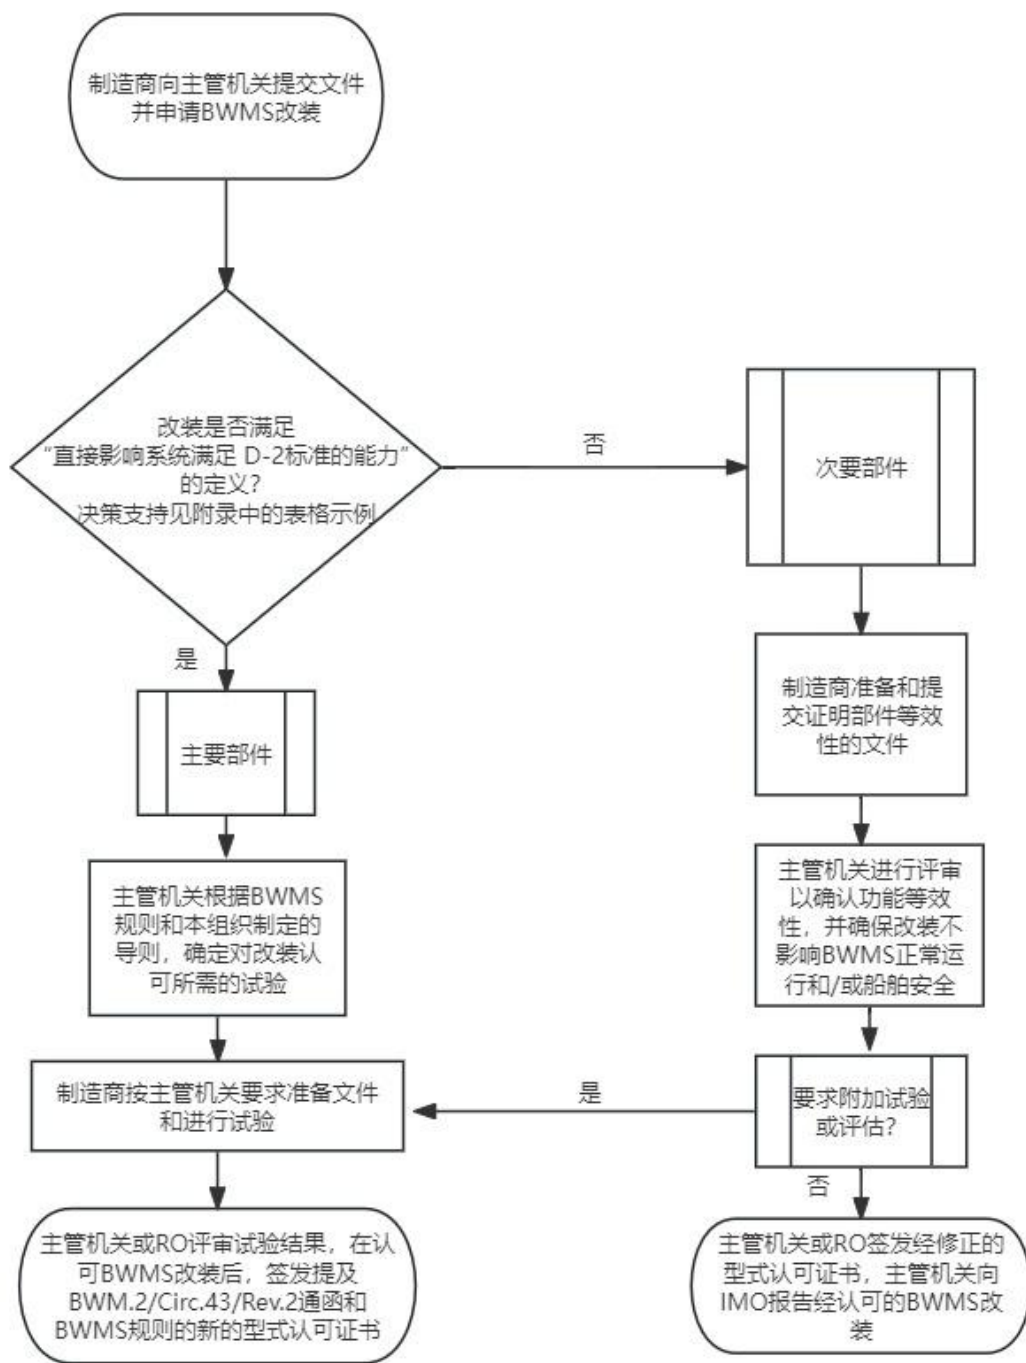 制造商向主管机关提交文件
并申请BWMS改装
改装是否满足
“直接影响系统满足 D-2标准的能力”
的定义?
决策支持见附录中的表格示例
否
次要部件
是
主要部件
制造商准备和提
交证明部件等效
性的文件
主管机关根据BWMS
规则和本组织制定的
导则，确定对改装认
可所需的试验
主管机关进行评审
以确认功能等效
性，并确保改装不
影响BWMS正常运
行和/或船舶安全
制造商按主管机关要求准备文件
和进行试验
是
要求附加试验
或评估?
否
主管机关或RO评审试验结果，在认
可BWMS改装后，签发提及
BWM.2/Circ.43/Rev.2通函和
BWMS规则的新的型式认可证书
主管机关或RO签发经修正的
型式认可证书，主管机关向
IMO报告经认可的BWMS改
装